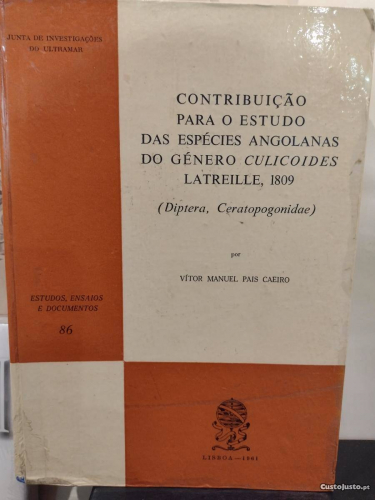 JUNTA DE INVESTIGAÇÕES
DO ULTRAMAR
CONTRIBUIÇÃO
PARA O ESTUDO
DAS ESPÉCIES ANGOLANAS
DO GÉNERO CULICOIDES
LATREILLE, 1809
(Diptera, Ceratopogonidae)
por
VÍTOR MANUEL PAIS CAEIRO
ESTUDOS, ENSAIOS
E DOCUMENTOS
86
LISBOA—1961
CustoJusto.pt